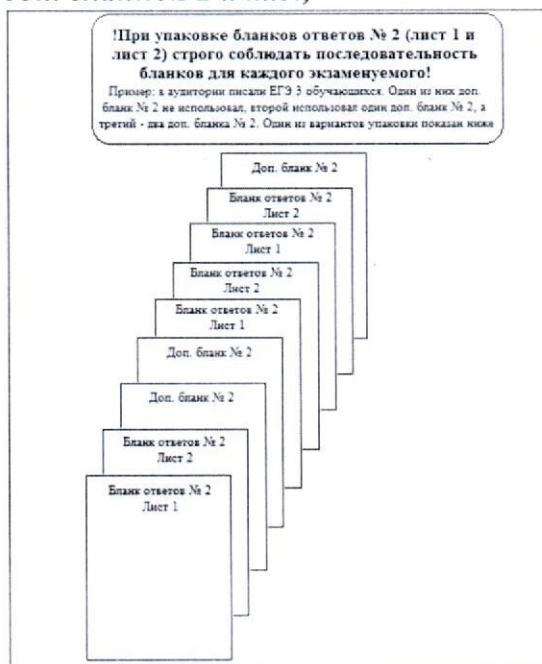 !При упаковке бланков ответов № 2 (лист 1 и
лист 2) строго соблюдать последовательность
бланков для каждого экзаменуемого!
Пример: в аудитории писали ЕГЭ 3 обучающихся. Один из них доп.
бланк № 2 не использовал, второй использовал один доп. бланк № 2, а
третий - два доп. бланка № 2. Один из вариантов упаковки показан ниже
Доп. бланк № 2
Бланк ответов № 2
Лист 2
Бланк ответов № 2
Лист 1
Бланк ответов № 2
Лист 2
Бланк ответов № 2
Лист 1
Доп. бланк № 2
Доп. бланк № 2
Бланк ответов № 2
Лист 2
Бланк ответов № 2
Лист 1